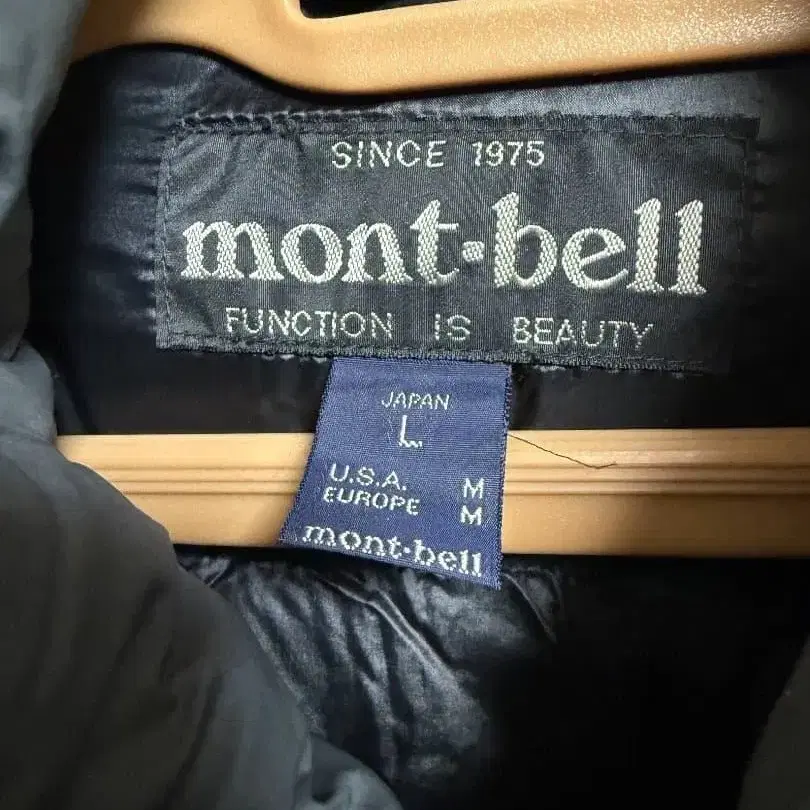 SINCE 1975
mont·bell
FUNCTION IS BEAUTY
JAPAN
L
U.S.A. M
EUROPE M
mont·bell